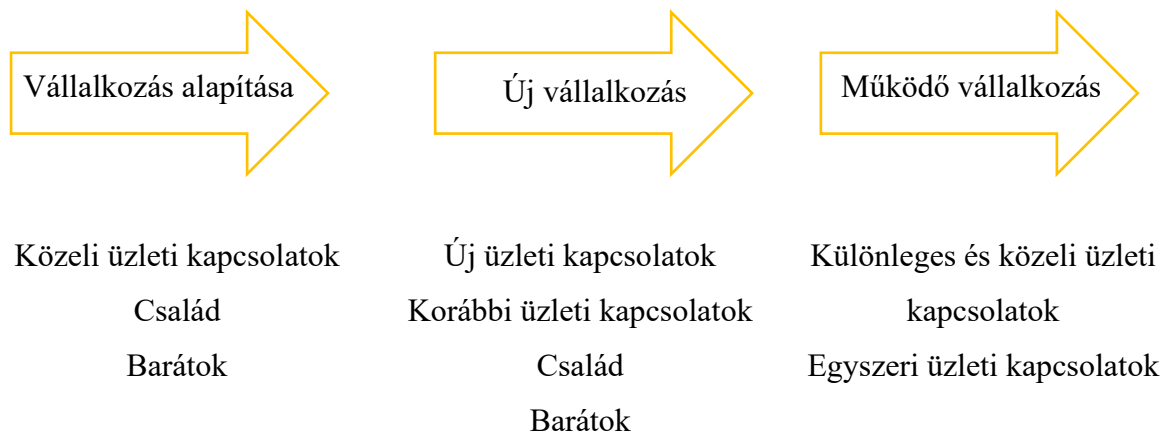 Vállalkozás alapítása
Új vállalkozás
Működő vállalkozás
Közeli üzleti kapcsolatok
Család
Barátok
Új üzleti kapcsolatok
Korábbi üzleti kapcsolatok
Család
Barátok
Különleges és közeli üzleti
kapcsolatok
Egyszeri üzleti kapcsolatok